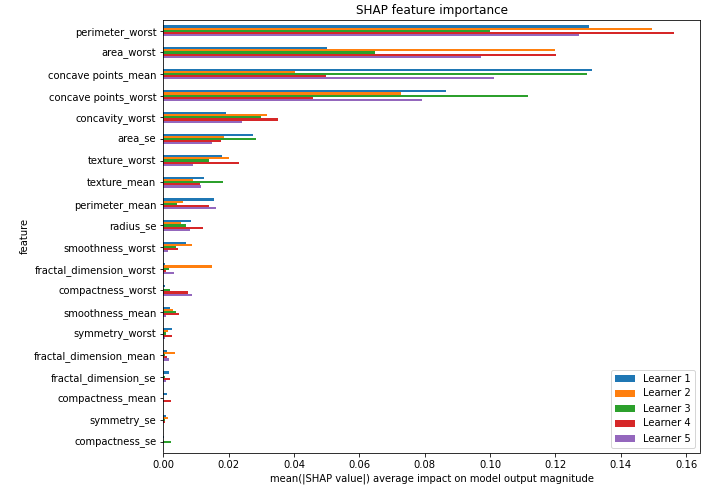 SHAP feature importance
perimeter_worst
area_worst
concave points_mean
concave points_worst
concavity_worst
area_se
texture_worst
texture_mean
perimeter_mean
radius_se
smoothness_worst
fractal_dimension_worst
compactness_worst
smoothness_mean
symmetry_worst
fractal_dimension_mean
fractal_dimension_se
compactness_mean
symmetry_se
compactness_se
feature
Learner 1
Learner 2
Learner 3
Learner 4
Learner 5
0.00 0.02 0.04 0.06 0.08 0.10 0.12 0.14 0.16
mean(|SHAP value|) average impact on model output magnitude